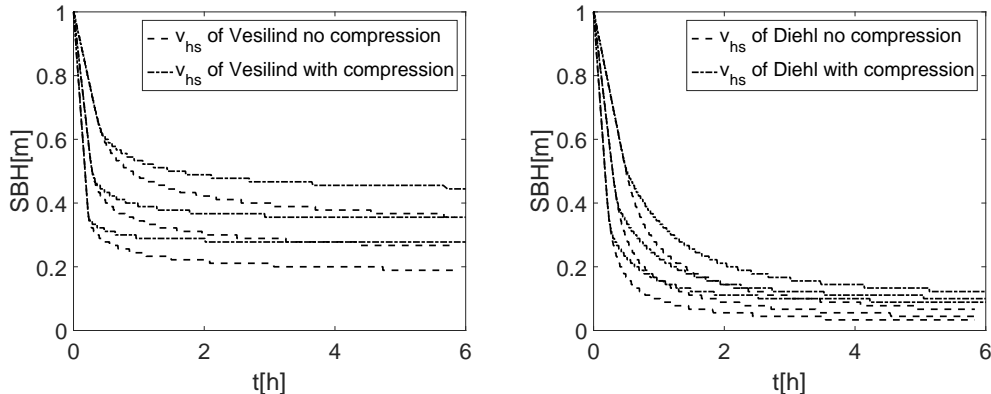 1
0.8
0.6
0.4
0.2
0
SBH[m]
v_hs of Vesilind no compression
v_hs of Vesilind with compression
0 2 4 6
t[h]
1
0.8
0.6
0.4
0.2
0
SBH[m]
v_hs of Diehl no compression
v_hs of Diehl with compression
0 2 4 6
t[h]